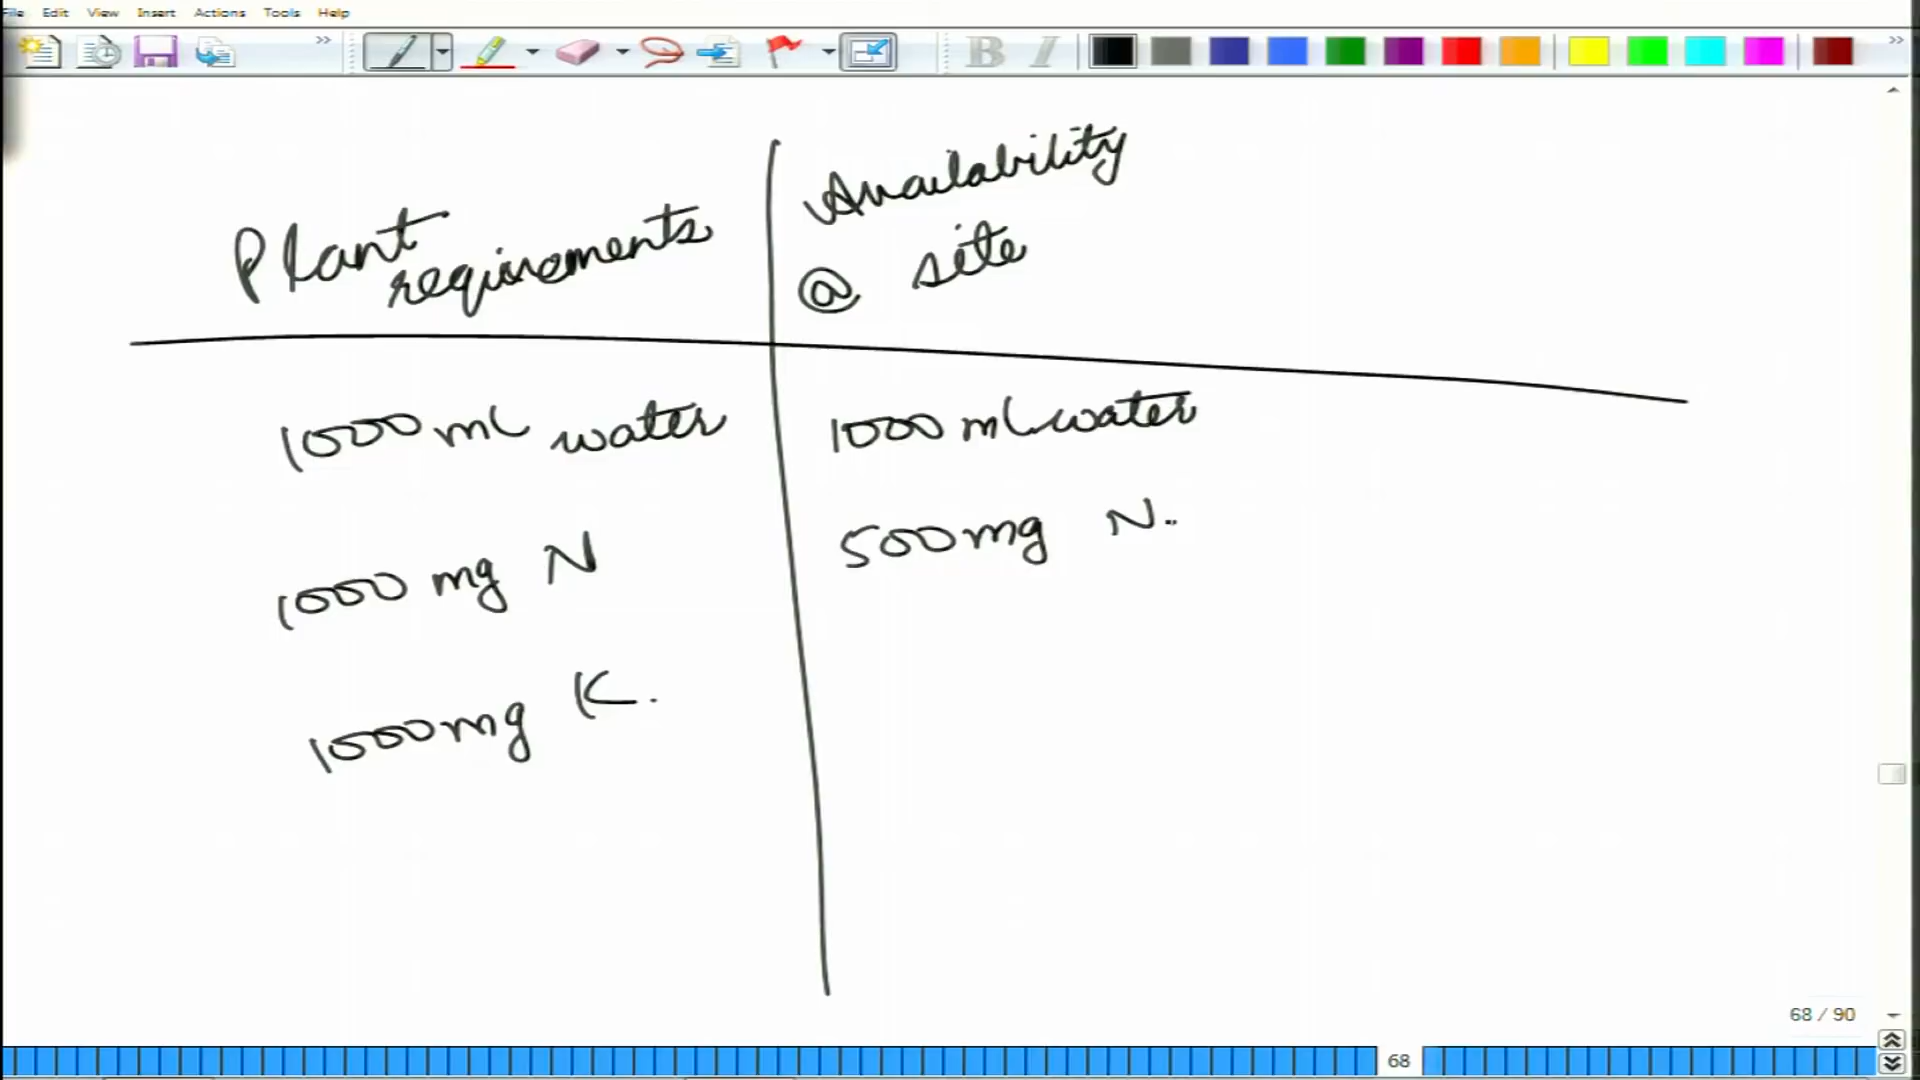 File Edit View Insert Actions Tools Help
B I
Plant requirements
Availability @ site
1000 mL water
1000 mL water
1000 mg N
500 mg N.
1000 mg K.
68 / 90
68